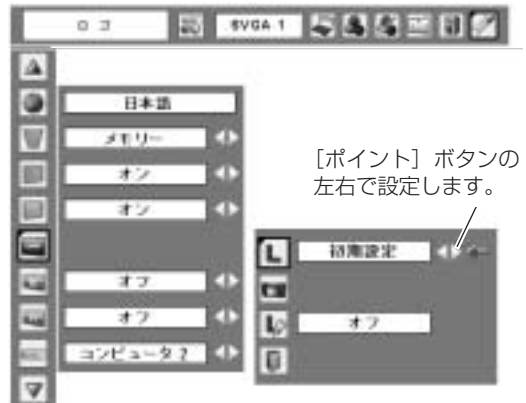 ロゴ
SVGA 1
日本語
メモリー
オン
オン
オフ
オフ
コンピュータ 2
［ポイント］ボタンの
左右で設定します。
初期設定
オフ